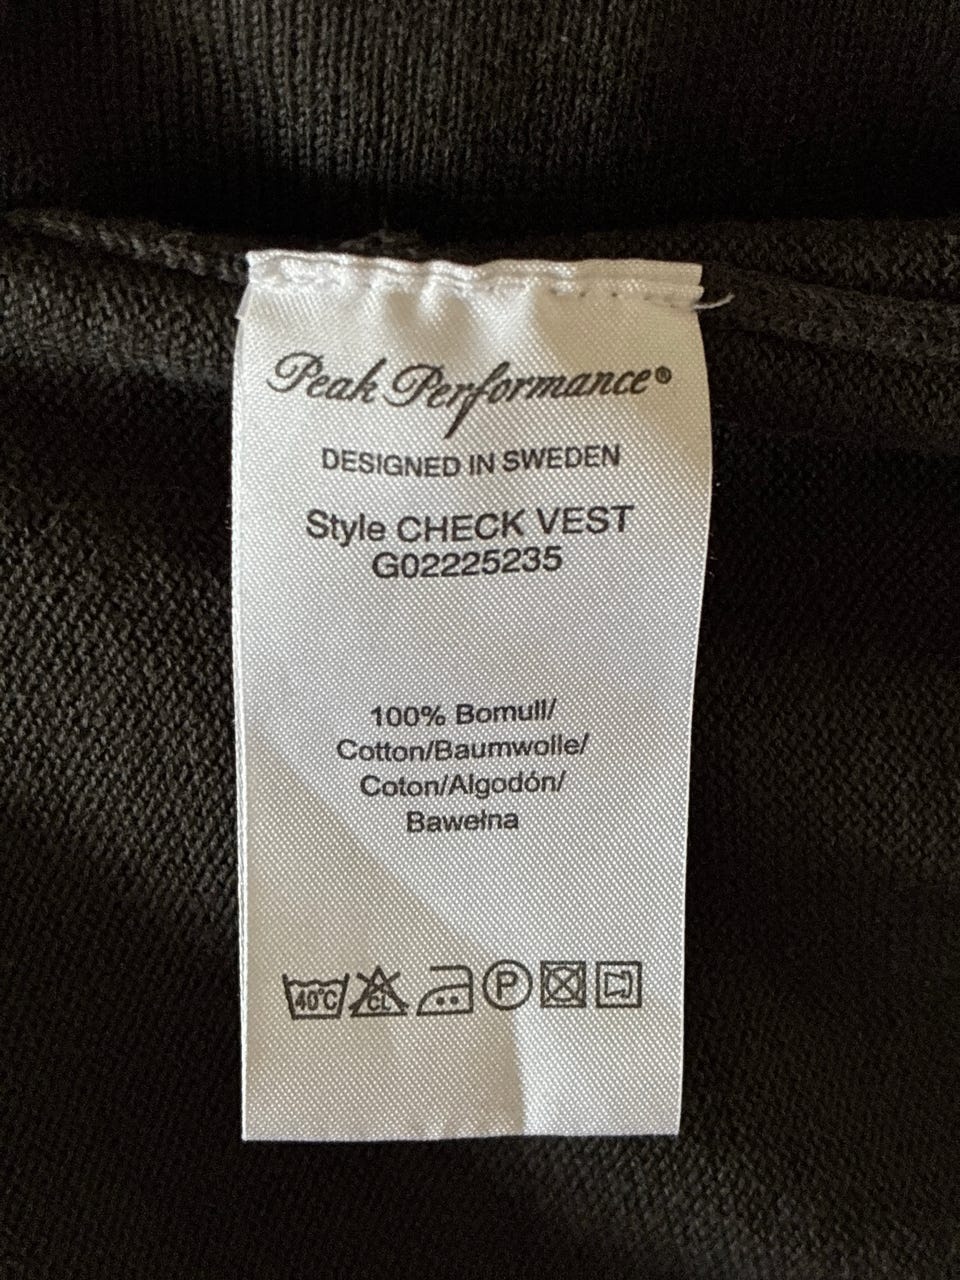 Peak Performance®
DESIGNED IN SWEDEN
Style CHECK VEST
G02225235
100% Bomull/
Cotton/Baumwolle/
Coton/Algodón/
Bawełna
40°C CL P